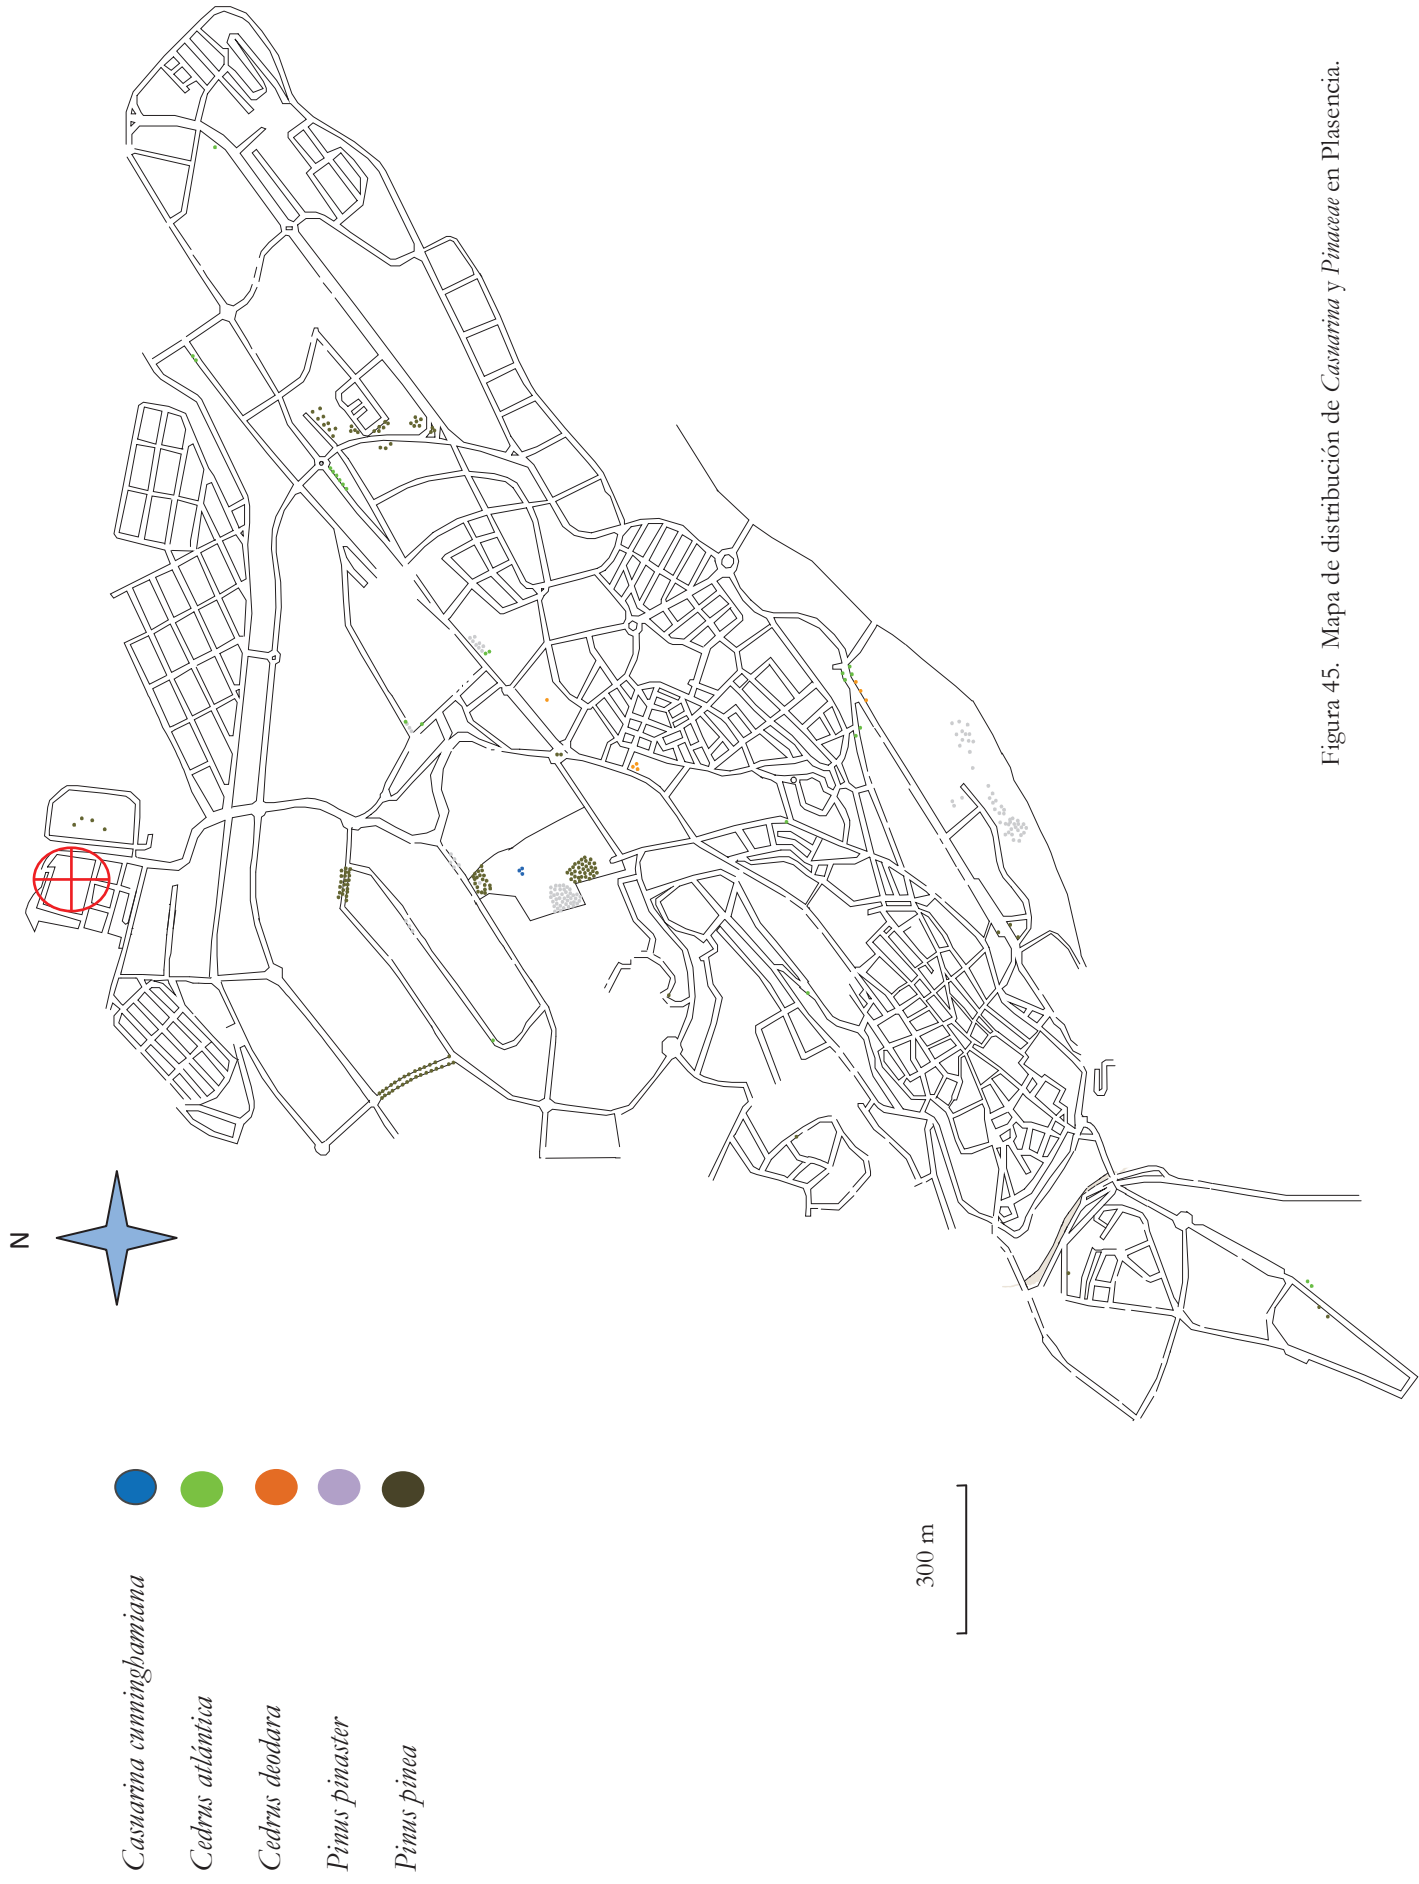 N
Casuarina cunninghamiana
Cedrus atlántica
Cedrus deodara
Pinus pinaster
Pinus pinea
300 m
Figura 45. Mapa de distribución de Casuarina y Pinaceae en Plasencia.